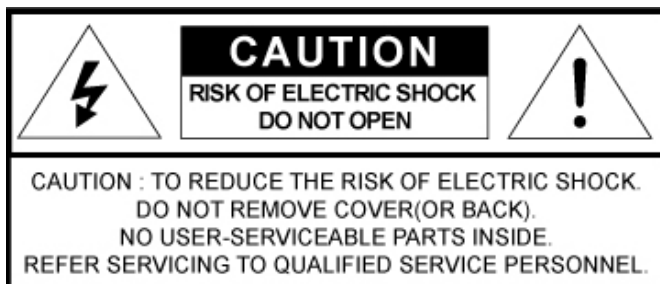 CAUTION
RISK OF ELECTRIC SHOCK
DO NOT OPEN
!
CAUTION : TO REDUCE THE RISK OF ELECTRIC SHOCK.
DO NOT REMOVE COVER(OR BACK).
NO USER-SERVICEABLE PARTS INSIDE.
REFER SERVICING TO QUALIFIED SERVICE PERSONNEL.